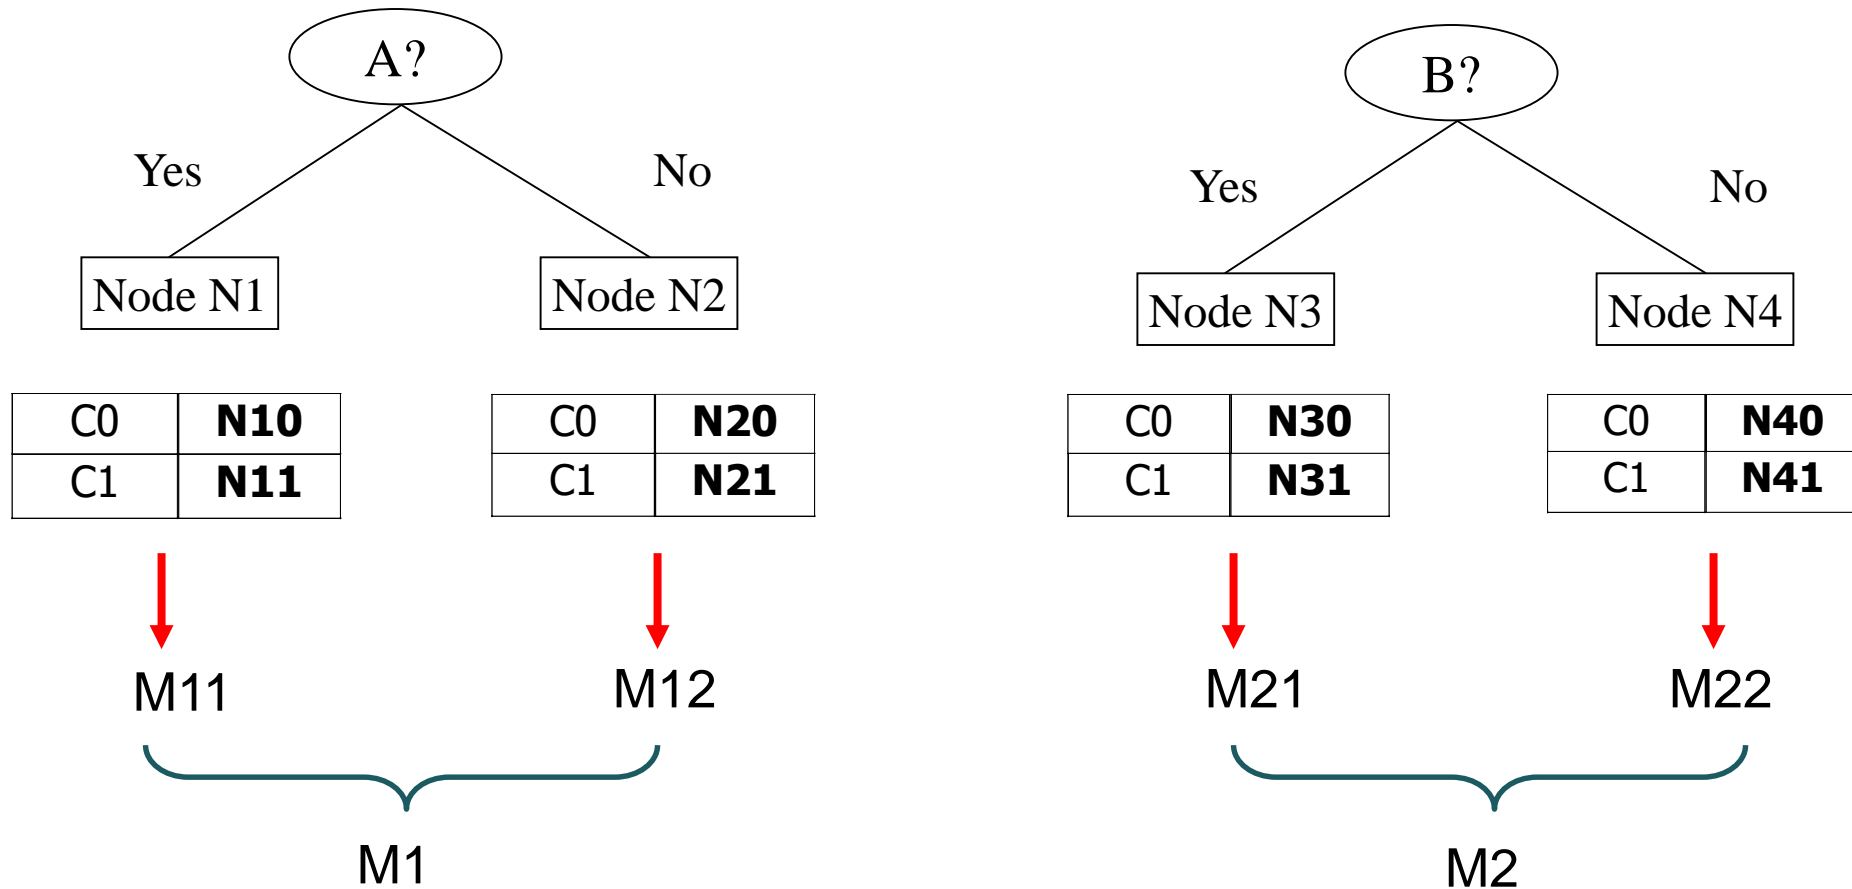 A?
Yes
No
Node N1
Node N2
C0 N10
C1 N11
C0 N20
C1 N21
M11
M12
M1
B?
Yes
No
Node N3
Node N4
C0 N30
C1 N31
C0 N40
C1 N41
M21
M22
M2